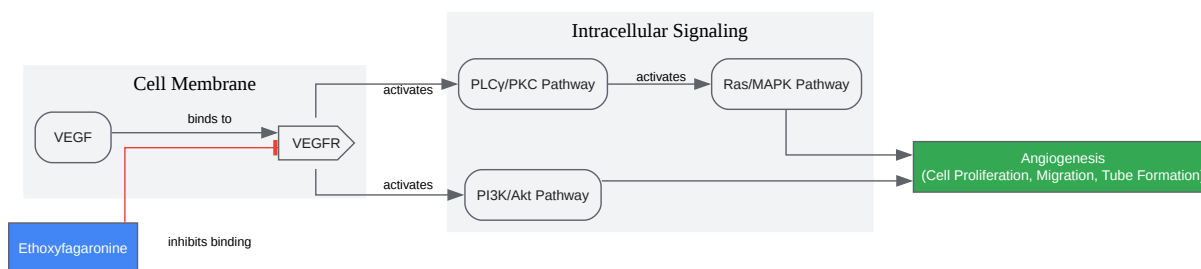 Intracellular Signaling
Cell Membrane
PLCγ/PKC Pathway
activates
Ras/MAPK Pathway
activates
binds to
VEGF
VEGFR
Angiogenesis
(Cell Proliferation, Migration, Tube Formation)
activates
PI3K/Akt Pathway
inhibits binding
Ethoxyfagaronine